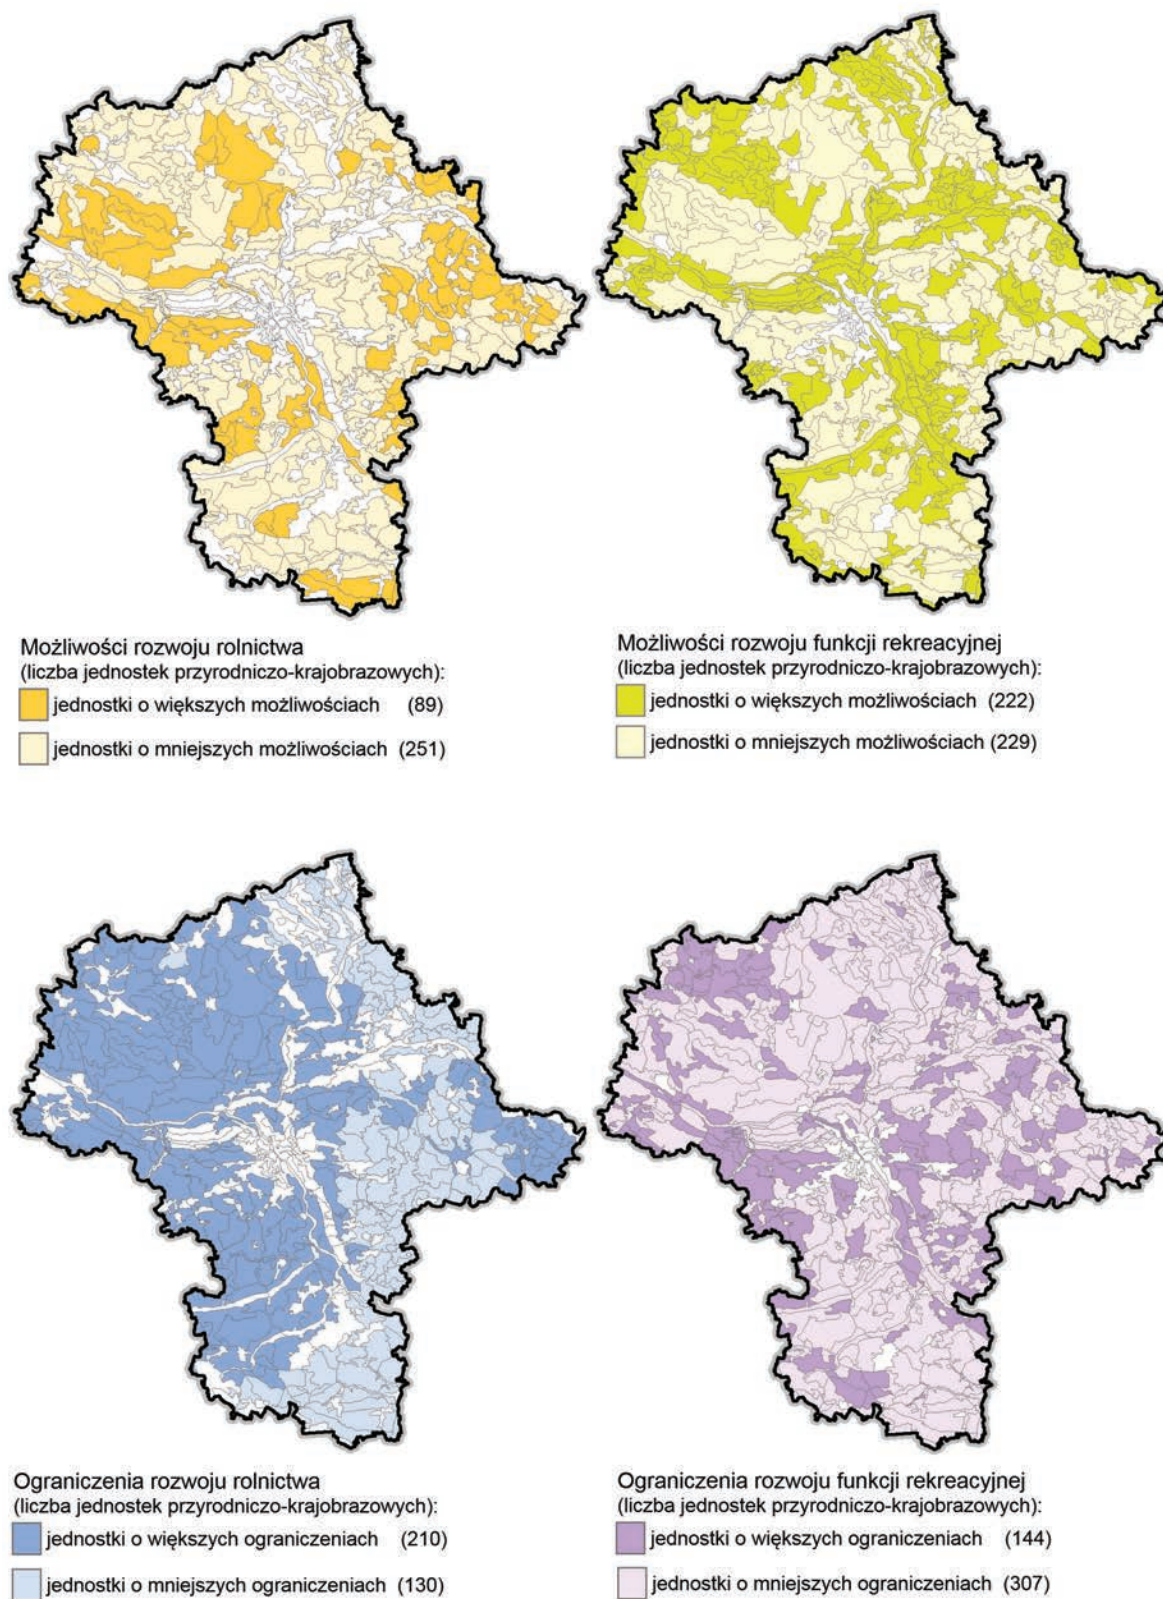 Możliwości rozwoju rolnictwa
(liczba jednostek przyrodniczo-krajobrazowych):
jednostki o większych możliwościach (89)
jednostki o mniejszych możliwościach (251)
Możliwości rozwoju funkcji rekreacyjnej
(liczba jednostek przyrodniczo-krajobrazowych):
jednostki o większych możliwościach (222)
jednostki o mniejszych możliwościach (229)
Ograniczenia rozwoju rolnictwa
(liczba jednostek przyrodniczo-krajobrazowych):
jednostki o większych ograniczeniach (210)
jednostki o mniejszych ograniczeniach (130)
Ograniczenia rozwoju funkcji rekreacyjnej
(liczba jednostek przyrodniczo-krajobrazowych):
jednostki o większych ograniczeniach (144)
jednostki o mniejszych ograniczeniach (307)